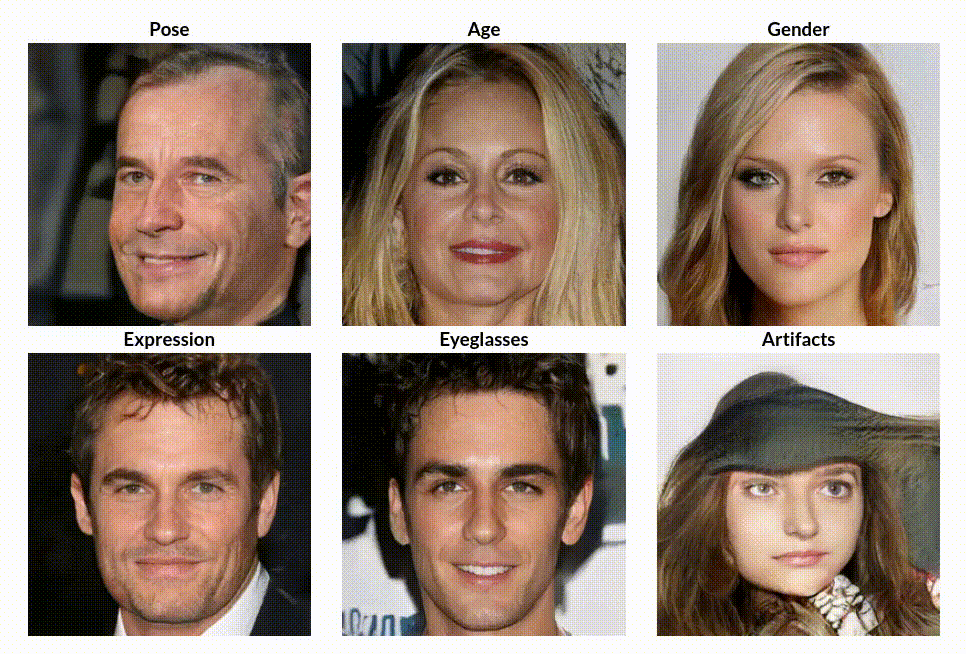 Pose
Age
Gender
Expression
Eyeglasses
Artifacts